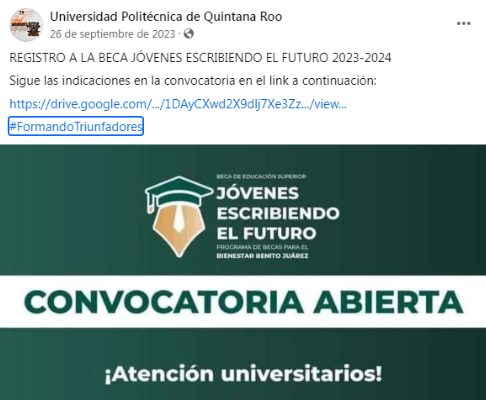 Universidad Politécnica de Quintana Roo
26 de septiembre de 2023 ·
REGISTRO A LA BECA JÓVENES ESCRIBIENDO EL FUTURO 2023-2024
Sigue las indicaciones en la convocatoria en el link a continuación:
https://drive.google.com/.../1DAyCXwd2X9dIj7Xe3Zz.../view...
#FormandoTriunfadores
BECA DE EDUCACIÓN SUPERIOR
JÓVENES
ESCRIBIENDO
EL FUTURO
PROGRAMA DE BECAS PARA EL
BIENESTAR BENITO JUÁREZ
CONVOCATORIA ABIERTA
¡Atención universitarios!